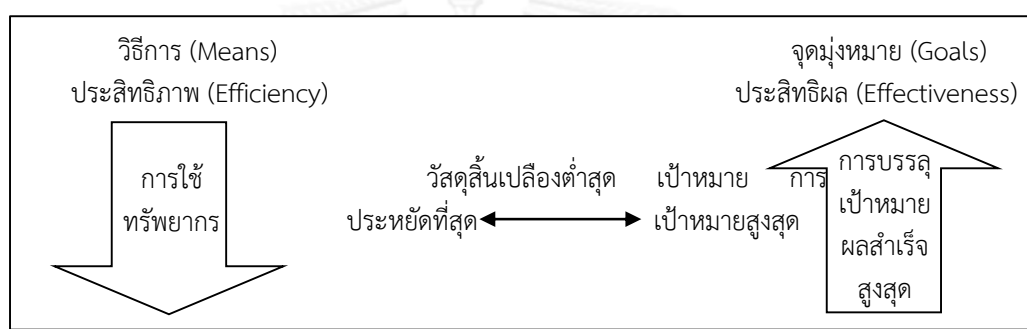 วิธีการ (Means)
ประสิทธิภาพ (Efficiency)
จุดมุ่งหมาย (Goals)
ประสิทธิผล (Effectiveness)
การใช้
ทรัพยากร
วัสดุสิ้นเปลืองต่ำสุด
ประหยัดที่สุด
เป้าหมาย การ
เป้าหมายสูงสุด
การบรรลุ
เป้าหมาย
ผลสำเร็จ
สูงสุด